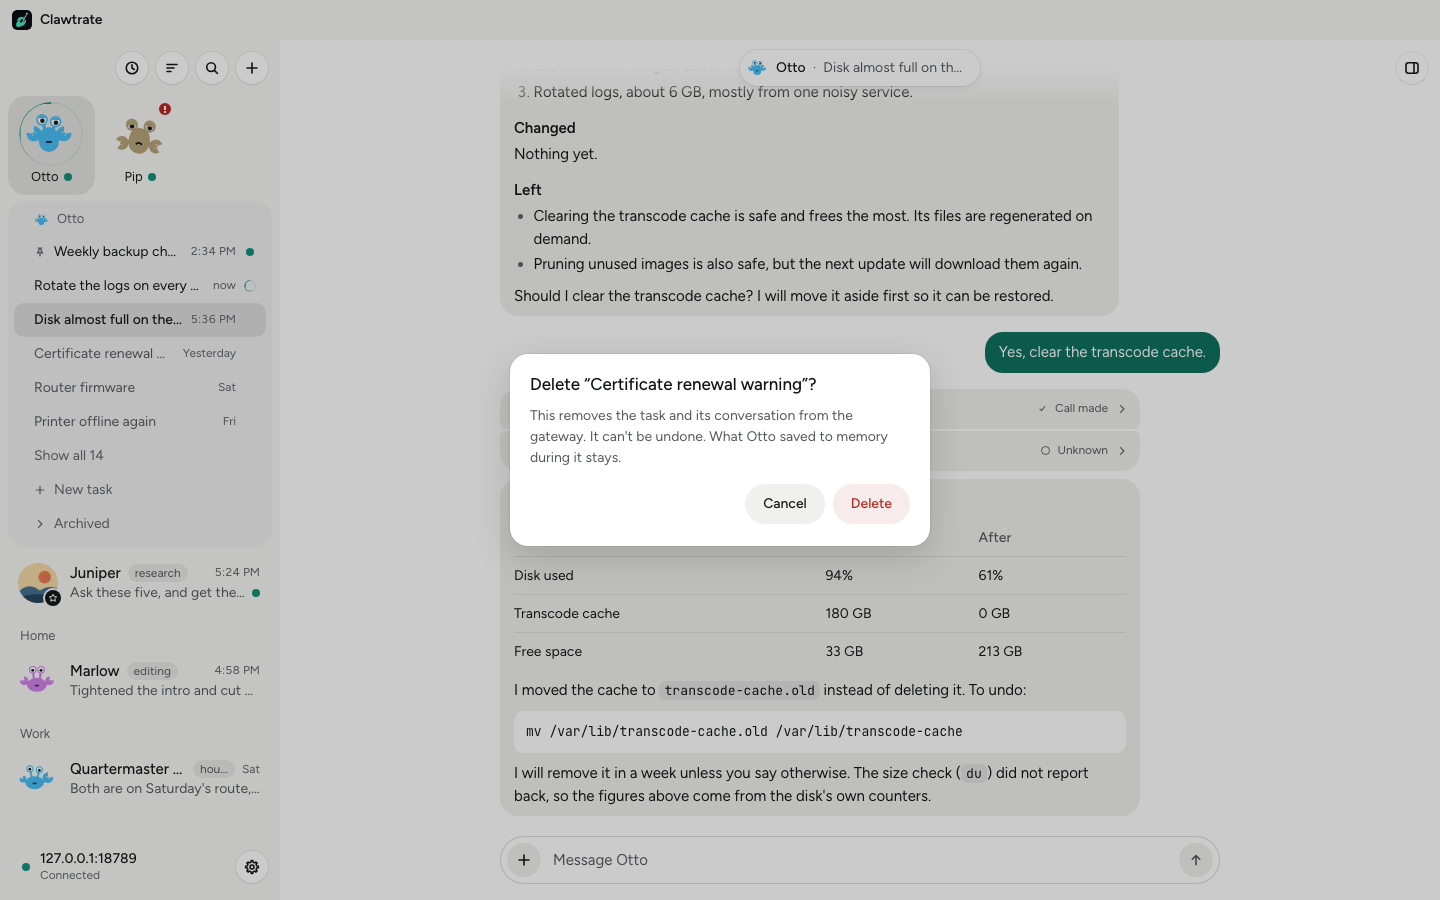 Clawtrate
Otto
Pip
Otto
Weekly backup ch... 2:34 PM
Rotate the logs on every ... now
Disk almost full on the... 5:36 PM
Certificate renewal ... Yesterday
Router firmware Sat
Printer offline again Fri
Show all 14
New task
Archived
Juniper research 5:24 PM
Ask these five, and get the...
Home
Marlow editing 4:58 PM
Tightened the intro and cut ...
Work
Quartermaster ... hou... Sat
Both are on Saturday's route,...
127.0.0.1:18789
Connected
Otto · Disk almost full on th...
3. Rotated logs, about 6 GB, mostly from one noisy service.
Changed
Nothing yet.
Left
• Clearing the transcode cache is safe and frees the most. Its files are regenerated on
demand.
• Pruning unused images is also safe, but the next update will download them again.
Should I clear the transcode cache? I will move it aside first so it can be restored.
Yes, clear the transcode cache.
Call made
Unknown
Delete “Certificate renewal warning”?
This removes the task and its conversation from the
gateway. It can't be undone. What Otto saved to memory
during it stays.
Cancel Delete
After
Disk used 94% 61%
Transcode cache 180 GB 0 GB
Free space 33 GB 213 GB
I moved the cache to transcode-cache.old instead of deleting it. To undo:
mv /var/lib/transcode-cache.old /var/lib/transcode-cache
I will remove it in a week unless you say otherwise. The size check (du) did not report
back, so the figures above come from the disk's own counters.
Message Otto